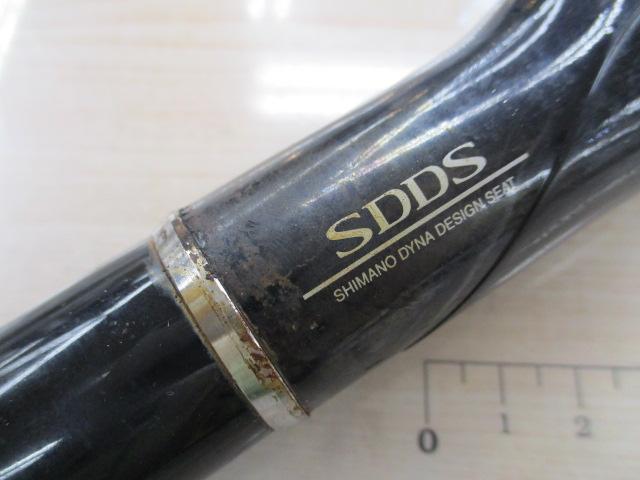 SDDS
SHIMANO DYNA DESIGN SEAT
0 1 2